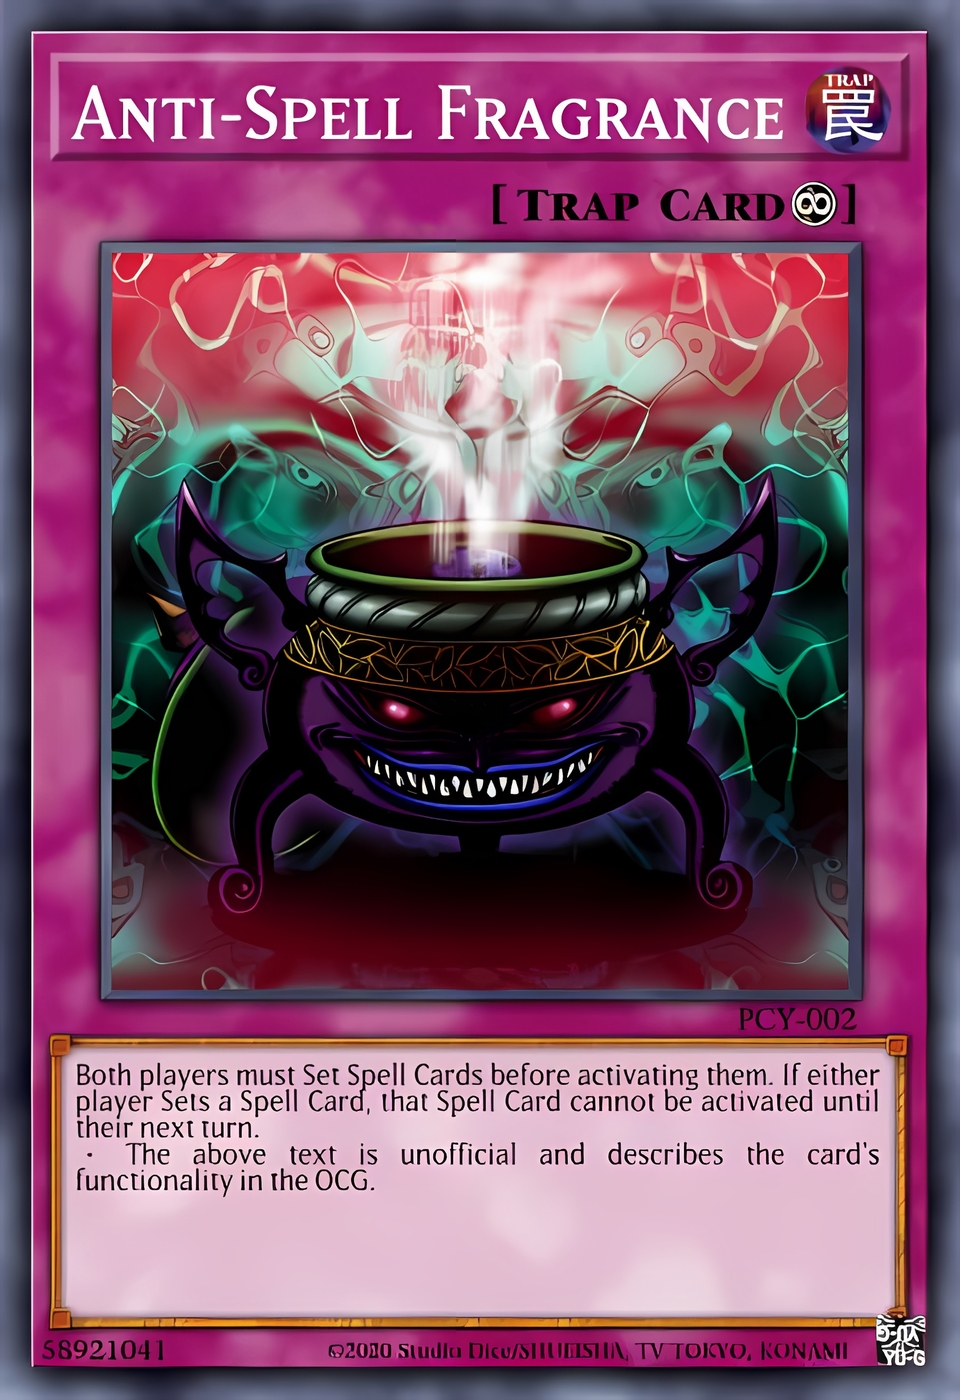 ANTI-SPELL FRAGRANCE
TRAP
罠
[TRAP CARD]
PCY-002
Both players must Set Spell Cards before activating them. If either
player Sets a Spell Card, that Spell Card cannot be activated until
their next turn.
· The above text is unofficial and describes the card's
functionality in the OCG.
58921041
©2020 Studio Dice/SHUEISHA, TV TOKYO, KONAMI